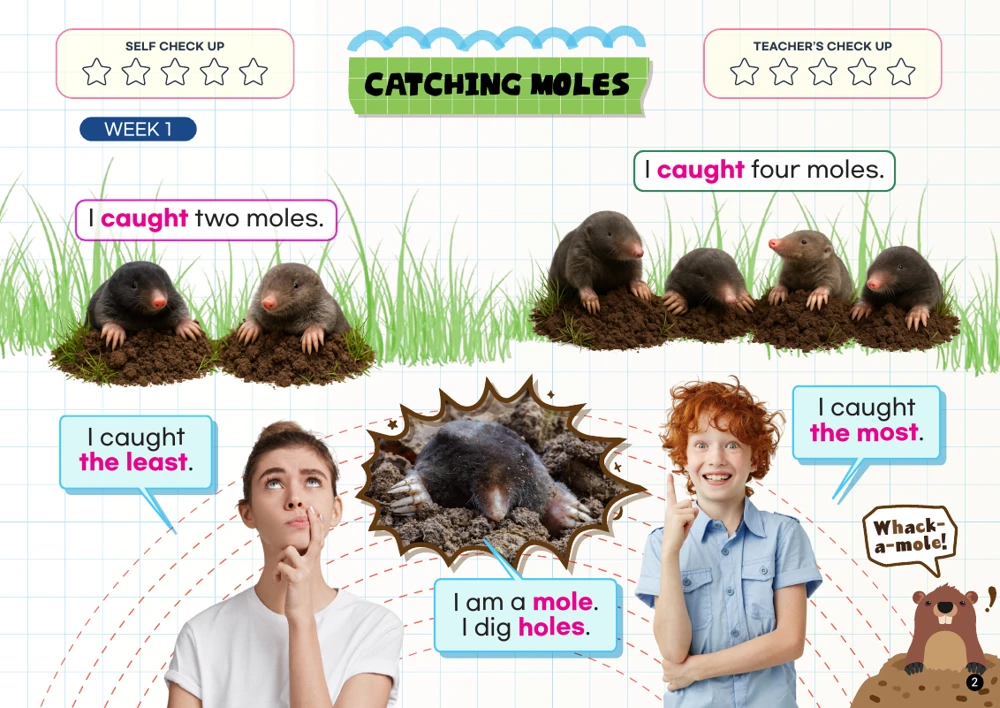 SELF CHECK UP
CATCHING MOLES
TEACHER'S CHECK UP
WEEK 1
I caught two moles.
I caught four moles.
I caught
the least.
I caught
the most.
Whack-
a-mole!
I am a mole.
I dig holes.
!
2